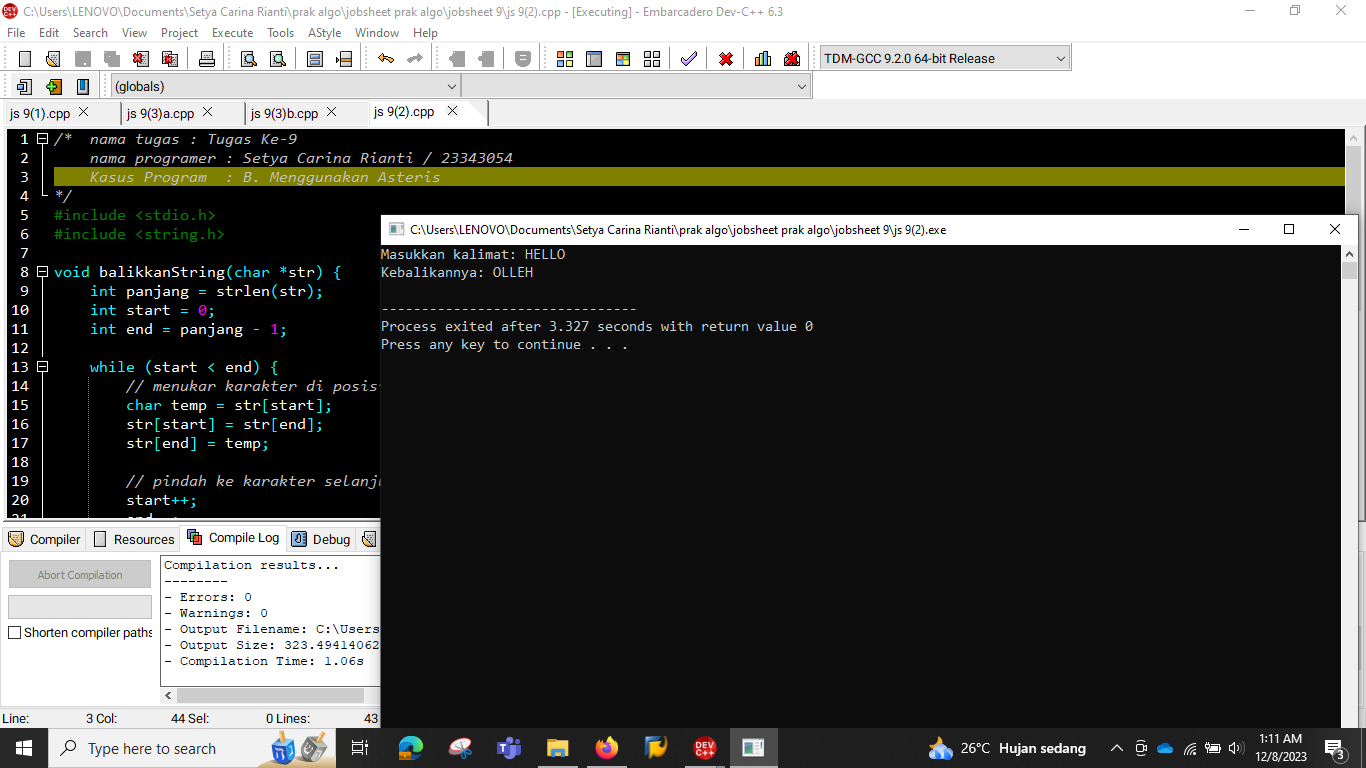 C:\Users\LENOVO\Documents\Setya Carina Rianti\prak algo\jobsheet prak algo\jobsheet 9\js 9(2).cpp - [Executing] - Embarcadero Dev-C++ 6.3
File Edit Search View Project Execute Tools AStyle Window Help
TDM-GCC 9.2.0 64-bit Release
(globals)
js 9(1).cpp js 9(3)a.cpp js 9(3)b.cpp js 9(2).cpp
1 /*  nama tugas : Tugas Ke-9
2 nama programer : Setya Carina Rianti / 23343054
3 Kasus Program  : B. Menggunakan Asteris
4 */
5 #include <stdio.h>
6 #include <string.h>
7
8 void balikkanString(char *str) {
9 int panjang = strlen(str);
10 int start = 0;
11 int end = panjang - 1;
12
13 while (start < end) {
14 // menukar karakter di posis
15 char temp = str[start];
16 str[start] = str[end];
17 str[end] = temp;
18
19 // pindah ke karakter selanj
20 start++;
C:\Users\LENOVO\Documents\Setya Carina Rianti\prak algo\jobsheet prak algo\jobsheet 9\js 9(2).exe
Masukkan kalimat: HELLO
Kebalikannya: OLLEH
--------------------------------
Process exited after 3.327 seconds with return value 0
Press any key to continue . . .
Compiler Resources Compile Log Debug
Abort Compilation
Shorten compiler paths
Compilation results...
--------
- Errors: 0
- Warnings: 0
- Output Filename: C:\Users
- Output Size: 323.49414062
- Compilation Time: 1.06s
Line: 3 Col: 44 Sel: 0 Lines: 43
Type here to search
DEV C++
26°C Hujan sedang
1:11 AM
12/8/2023
3